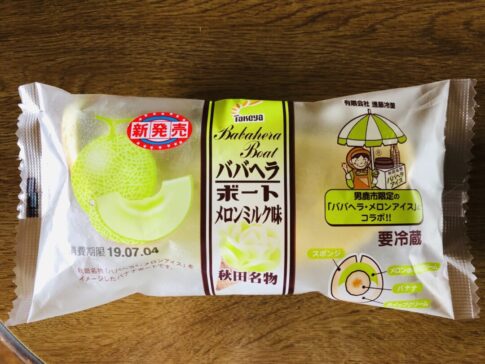 新発売
消費期限 19.07.04
Takaya
Babahera
Boat
ババヘラ
ボート
メロンミルク味
秋田名物
有限会社 進藤冷菓
男鹿市限定の
「ババヘラ・メロンアイス」と
コラボ!!
要冷蔵
スポンジ
バナナ